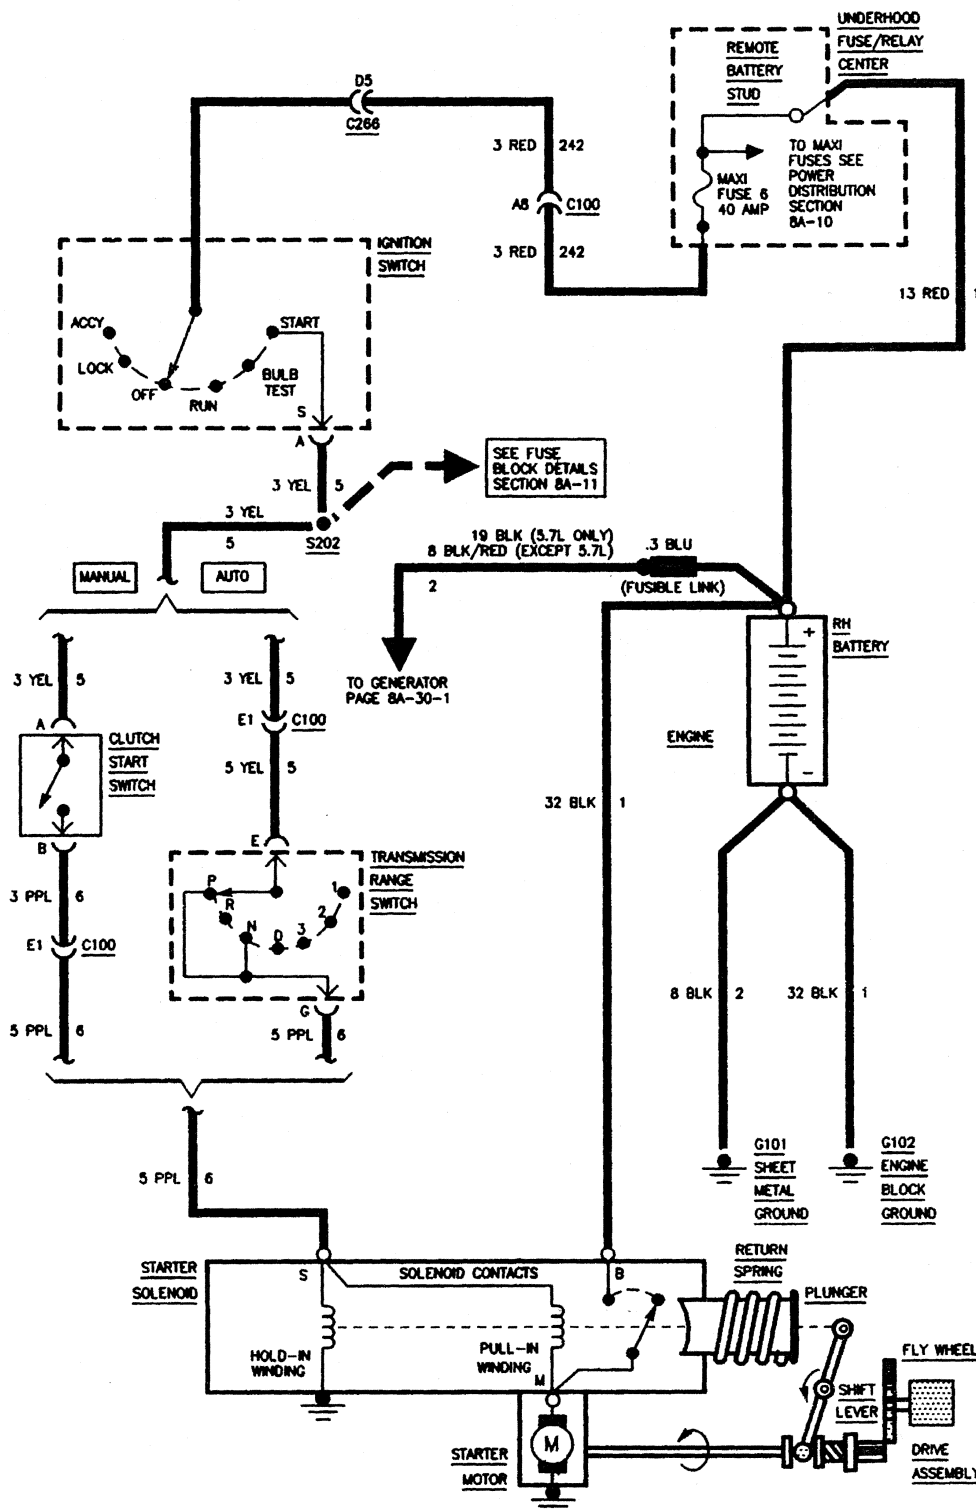 UNDERHOOD
FUSE/RELAY
CENTER
REMOTE
BATTERY
STUD
D5
C266
3 RED 242
TO MAXI
FUSES SEE
POWER
DISTRIBUTION
SECTION
8A-10
MAXI
FUSE 6
40 AMP
A8 C100
3 RED 242
IGNITION
SWITCH
13 RED
ACCY
LOCK
OFF
RUN
BULB
TEST
START
S
A
3 YEL 5
SEE FUSE
BLOCK DETAILS
SECTION 8A-11
3 YEL
5
S202
19 BLK (5.7L ONLY)
8 BLK/RED (EXCEPT 5.7L)
2
.3 BLU
(FUSIBLE LINK)
MANUAL
AUTO
TO GENERATOR
PAGE 8A-30-1
+
RH
BATTERY
-
3 YEL 5
3 YEL 5
E1 C100
A
CLUTCH
START
SWITCH
B
5 YEL 5
ENGINE
32 BLK 1
E
TRANSMISSION
RANGE
SWITCH
P
R
N
D
3
2
1
G
3 PPL 6
E1 C100
5 PPL 6
5 PPL 6
8 BLK 2
32 BLK 1
G101
SHEET
METAL
GROUND
G102
ENGINE
BLOCK
GROUND
5 PPL 6
STARTER
SOLENOID
S
SOLENOID CONTACTS
B
RETURN
SPRING
PLUNGER
HOLD-IN
WINDING
PULL-IN
WINDING
M
FLY WHEEL
SHIFT
LEVER
STARTER
MOTOR
M
DRIVE
ASSEMBLY